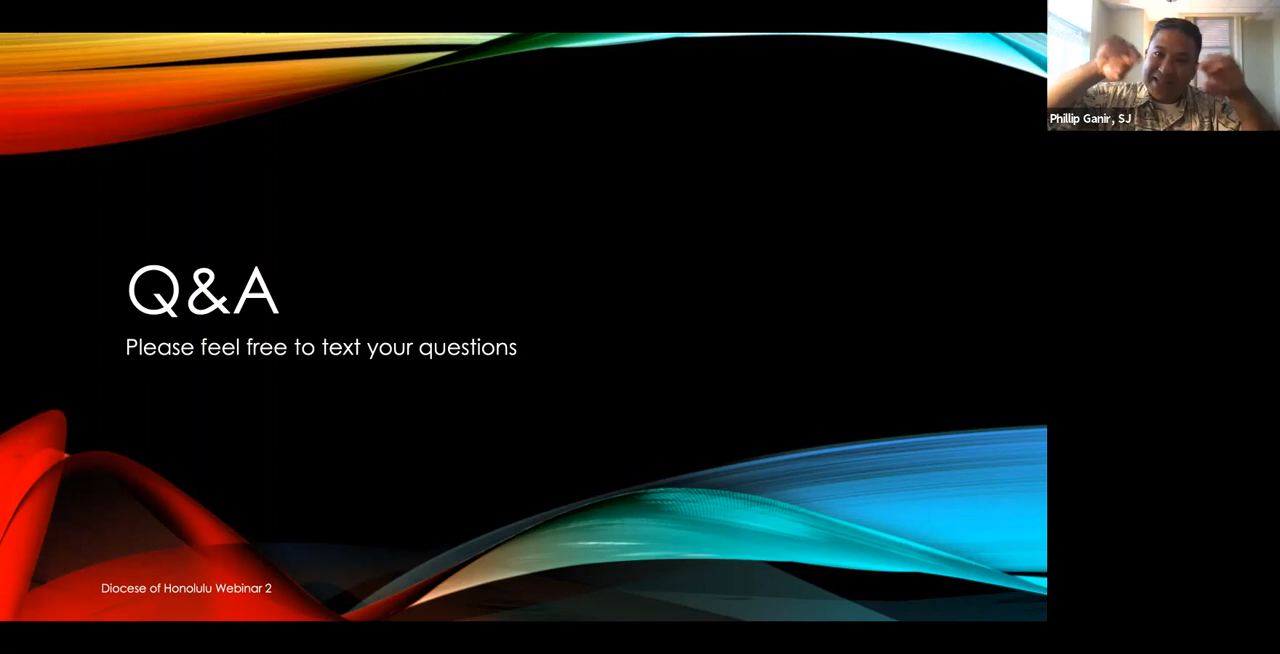 Phillip Ganir, SJ
Q&A
Please feel free to text your questions
Diocese of Honolulu Webinar 2